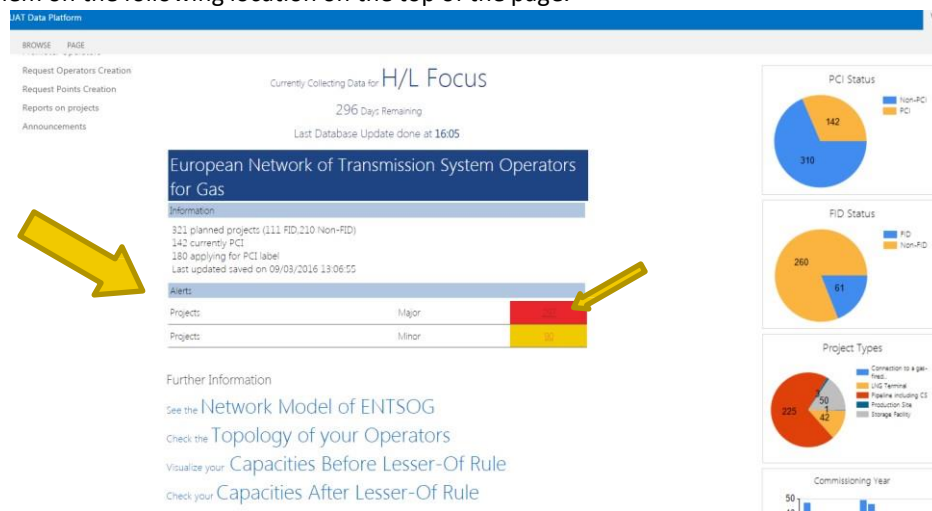 em on the following location on the top of the page.
UAT Data Platform
BROWSE PAGE
Request Operators Creation
Request Points Creation
Reports on projects
Announcements
Currently Collecting Data for H/L Focus
296 Days Remaining
Last Database Update done at 16:05
European Network of Transmission System Operators
for Gas
Information
321 planned projects (111 FID,210 Non-FID)
142 currently PCI
180 applying for PCI label
Last updated saved on 09/03/2016 13:06:55
Alerts
Projects Major
Projects Minor 90
Further Information
See the Network Model of ENTSOG
Check the Topology of your Operators
Visualize your Capacities Before Lesser-Of Rule
Check your Capacities After Lesser-Of Rule
PCI Status
Non-PCI
PCI
142
310
FID Status
FID
Non-FID
260
61
Project Types
Connection to a gas-
fired..
LNG Terminal
Pipeline including CS
Production Site
Storage Facility
3
50
1
225
42
Commissioning Year
50